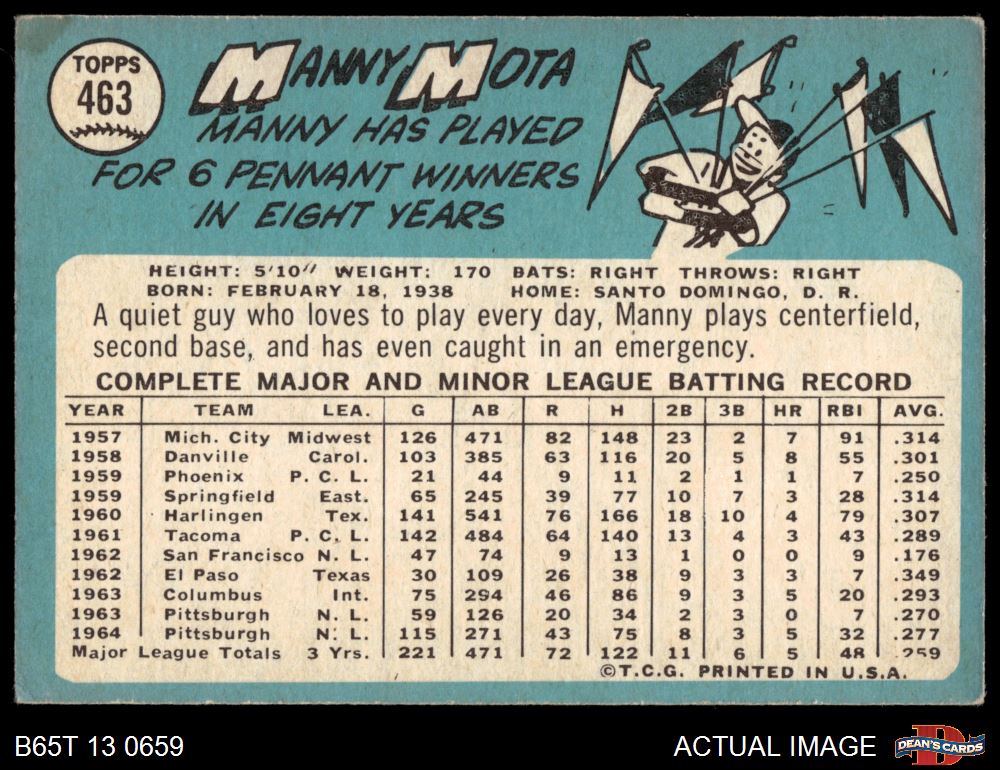 TOPPS
463
MANNY MOTA
MANNY HAS PLAYED
FOR 6 PENNANT WINNERS
IN EIGHT YEARS
HEIGHT: 5'10" WEIGHT: 170 BATS: RIGHT THROWS: RIGHT
BORN: FEBRUARY 18, 1938 HOME: SANTO DOMINGO, D. R.
A quiet guy who loves to play every day, Manny plays centerfield,
second base, and has even caught in an emergency.
COMPLETE MAJOR AND MINOR LEAGUE BATTING RECORD
YEAR TEAM LEA. G AB R H 2B 3B HR RBI AVG.
1957 Mich. City Midwest 126 471 82 148 23 2 7 91 .314
1958 Danville Carol. 103 385 63 116 20 5 8 55 .301
1959 Phoenix P. C. L. 21 44 9 11 2 1 1 7 .250
1959 Springfield East. 65 245 39 77 10 7 3 28 .314
1960 Harlingen Tex. 141 541 76 166 18 10 4 79 .307
1961 Tacoma P. C. L. 142 484 64 140 13 4 3 43 .289
1962 San Francisco N. L. 47 74 9 13 1 0 0 9 .176
1962 El Paso Texas 30 109 26 38 9 3 3 7 .349
1963 Columbus Int. 75 294 46 86 9 3 5 20 .293
1963 Pittsburgh N. L. 59 126 20 34 2 3 0 7 .270
1964 Pittsburgh N. L. 115 271 43 75 8 3 5 32 .277
Major League Totals 3 Yrs. 221 471 72 122 11 6 5 48 .259
©T.C.G. PRINTED IN U.S.A.
B65T 13 0659 ACTUAL IMAGE
D
DEAN'S CARDS